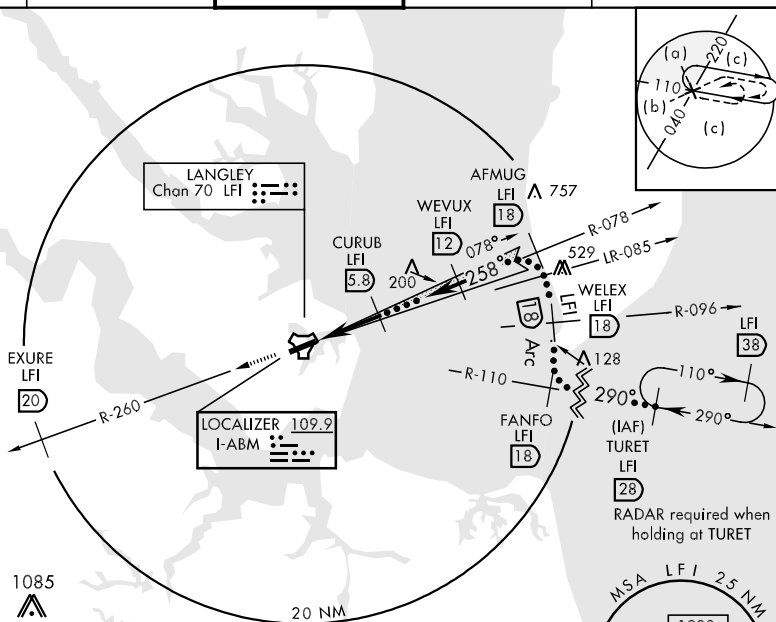 (a)
220
(c)
110
(b)
040
(c)
LANGLEY
Chan 70 LFI
AFMUG
LFI
18
757
WEVUX
LFI
12
078°
R-078
CURUB
LFI
5.8
200
258°
529
LR-085
WELEX
LFI
18
R-096
LFI
18
Arc
LFI
38
128
110°
R-110
290°
290°
EXURE
LFI
20
R-260
LOCALIZER 109.9
I-ABM
FANFO
LFI
18
(IAF)
TURET
LFI
28
RADAR required when
holding at TURET
1085
20 NM
MSA LFI 25 NM